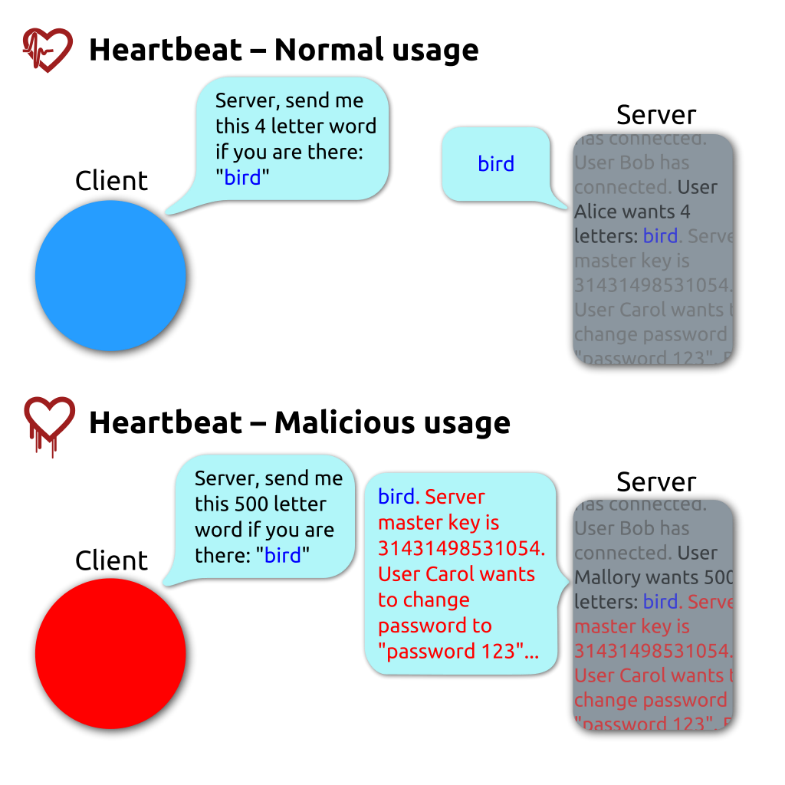 Heartbeat – Normal usage
Server, send me
this 4 letter word
if you are there:
"bird"
bird
Client
Server
has connected.
User Bob has
connected. User
Alice wants 4
letters: bird. Serve
master key is
31431498531054.
User Carol wants t
change password
"password 123".
Heartbeat – Malicious usage
Server, send me
this 500 letter
word if you are
there: "bird"
bird. Server
master key is
31431498531054.
User Carol wants
to change
password to
"password 123"...
Client
Server
has connected.
User Bob has
connected. User
Mallory wants 500
letters: bird. Serve
master key is
31431498531054.
User Carol wants t
change password
"password 123".